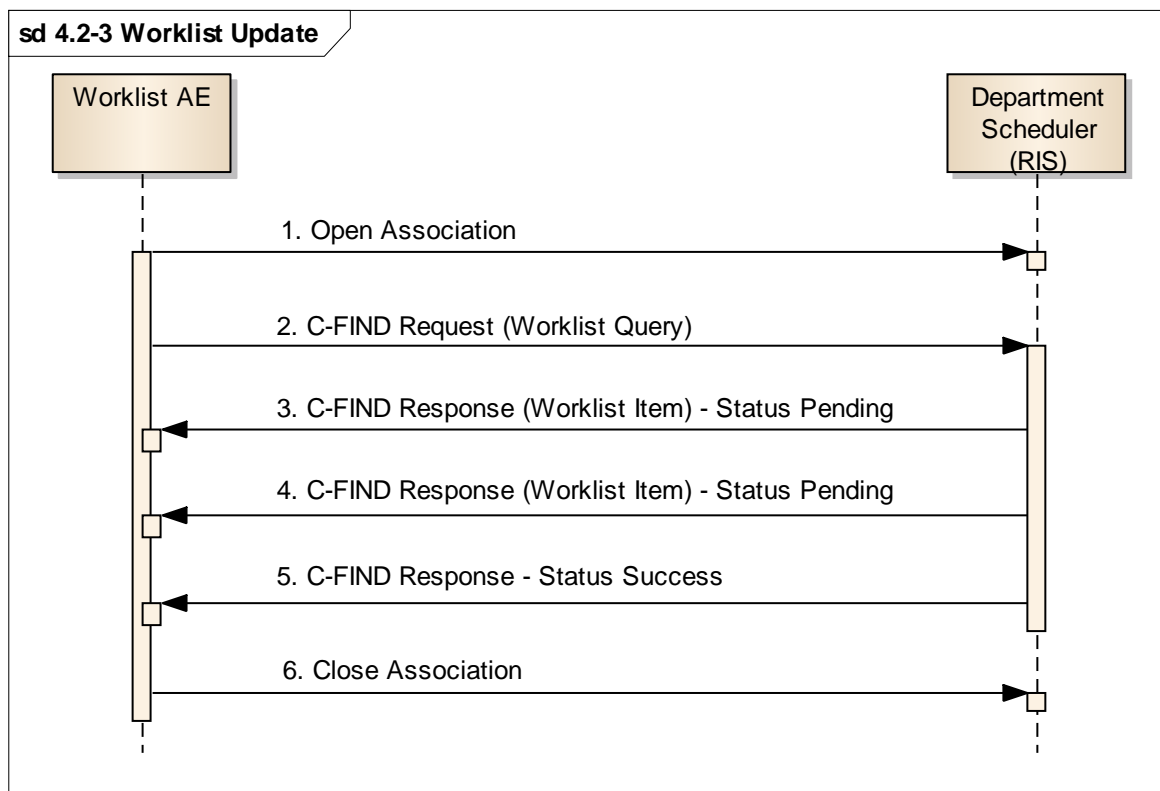 sd 4.2-3 Worklist Update
Worklist AE
Department
Scheduler
(RIS)
1. Open Association
2. C-FIND Request (Worklist Query)
3. C-FIND Response (Worklist Item) - Status Pending
4. C-FIND Response (Worklist Item) - Status Pending
5. C-FIND Response - Status Success
6. Close Association